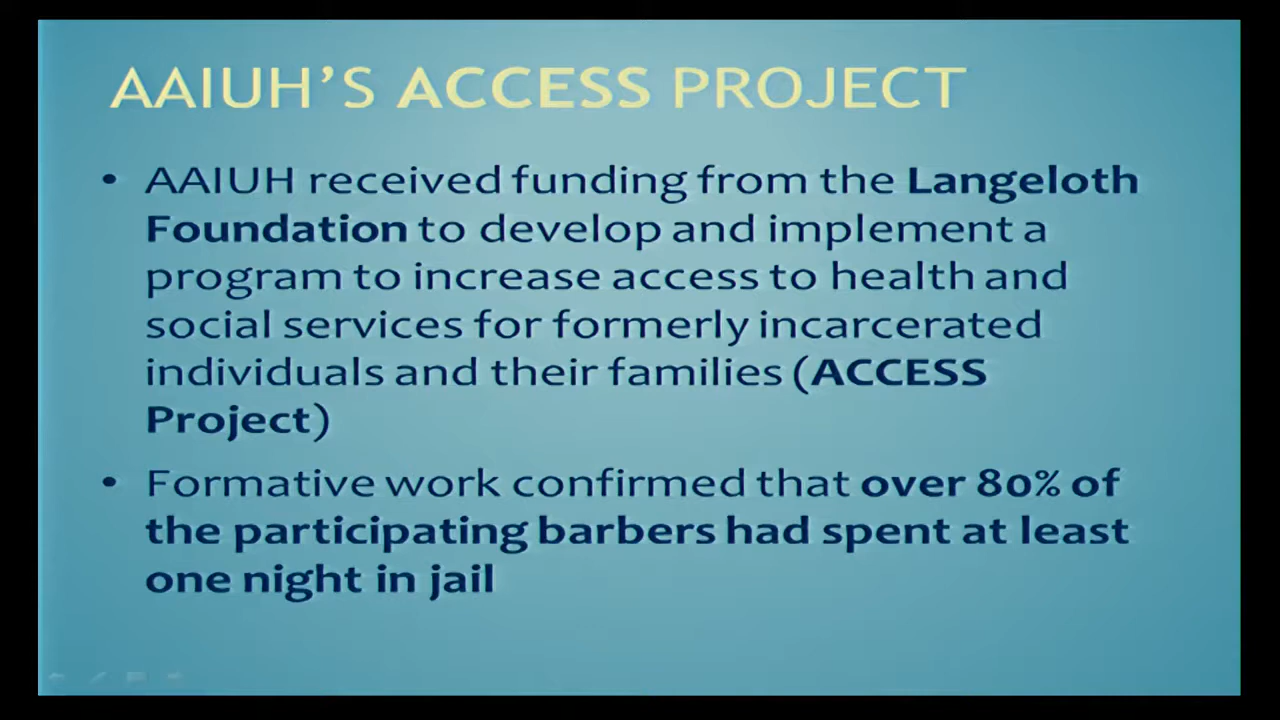 AAIUH'S ACCESS PROJECT
• AAIUH received funding from the Langeloth
Foundation to develop and implement a
program to increase access to health and
social services for formerly incarcerated
individuals and their families (ACCESS
Project)
• Formative work confirmed that over 80% of
the participating barbers had spent at least
one night in jail